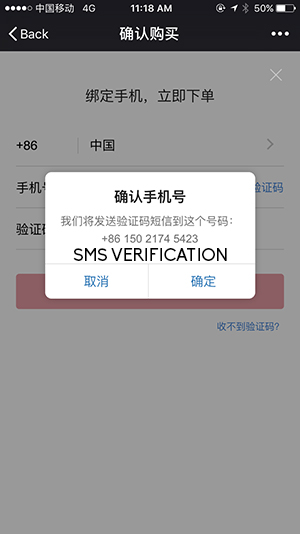 中国移动 4G 11:18 AM 50%
Back 确认购买
绑定手机，立即下单
+86 中国
手机号 验证码
确认手机号
我们将发送验证码短信到这个号码：
+86 150 2174 5423
SMS VERIFICATION
验证码
取消 确定
收不到验证码?